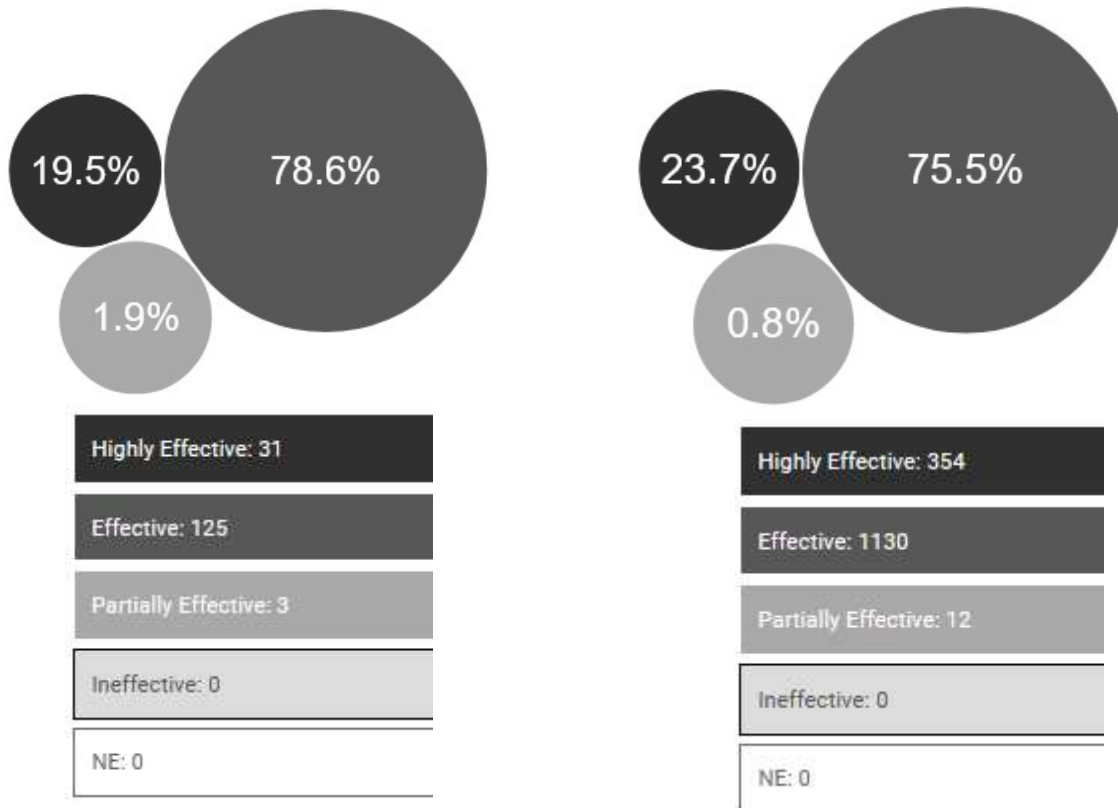 19.5%
78.6%
1.9%
Highly Effective: 31
Effective: 125
Partially Effective: 3
Ineffective: 0
NE: 0
23.7%
75.5%
0.8%
Highly Effective: 354
Effective: 1130
Partially Effective: 12
Ineffective: 0
NE: 0